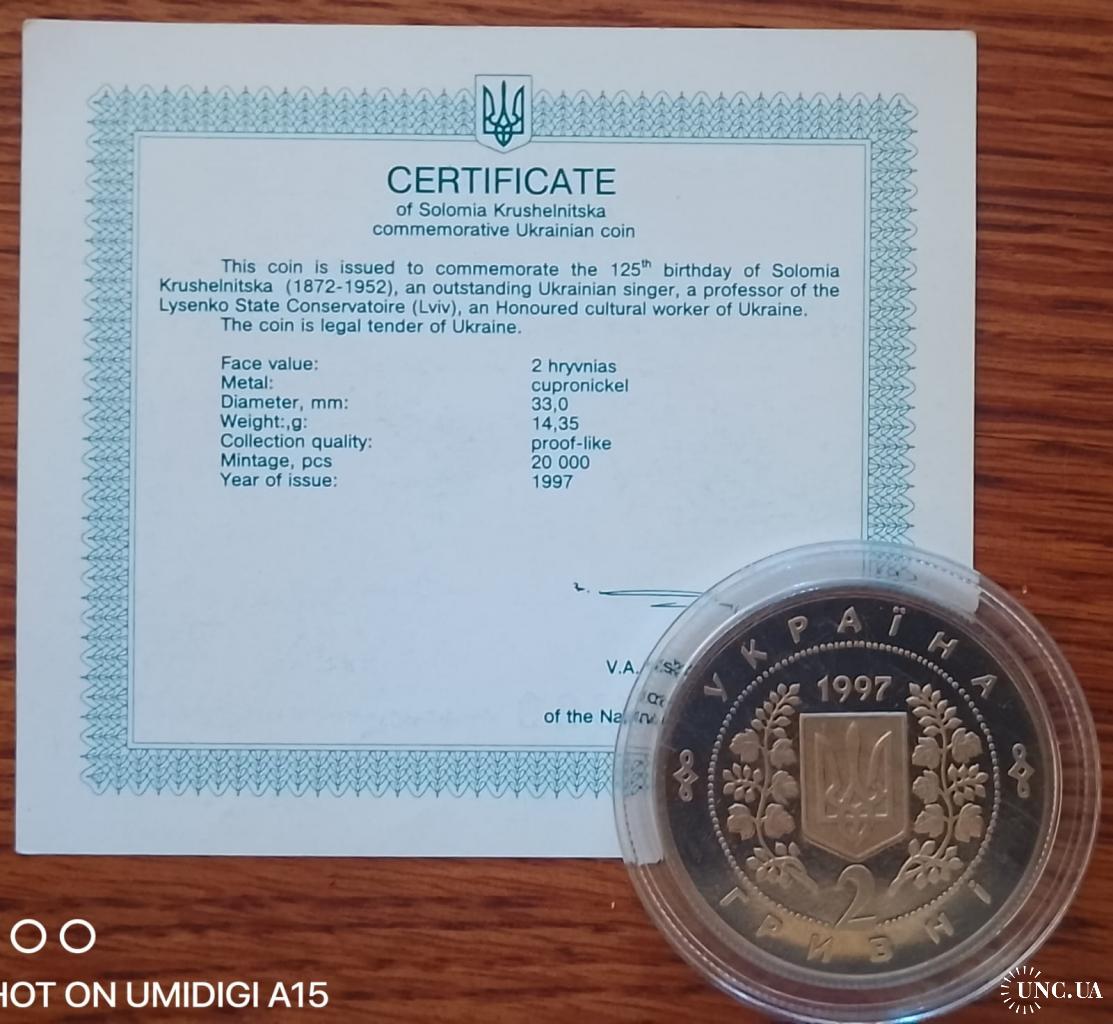 CERTIFICATE
of Solomia Krushelnitska
commemorative Ukrainian coin
This coin is issued to commemorate the 125th birthday of Solomia
Krushelnitska (1872-1952), an outstanding Ukrainian singer, a professor of the
Lysenko State Conservatoire (Lviv), an Honoured cultural worker of Ukraine.
The coin is legal tender of Ukraine.
Face value: 2 hryvnias
Metal: cupronickel
Diameter, mm: 33,0
Weight:,g: 14,35
Collection quality: proof-like
Mintage, pcs 20 000
Year of issue: 1997
V.A.
of the
УКРАЇНА
1997
2
ГРИВНІ
SHOT ON UMIDIGI A15
UNC.UA